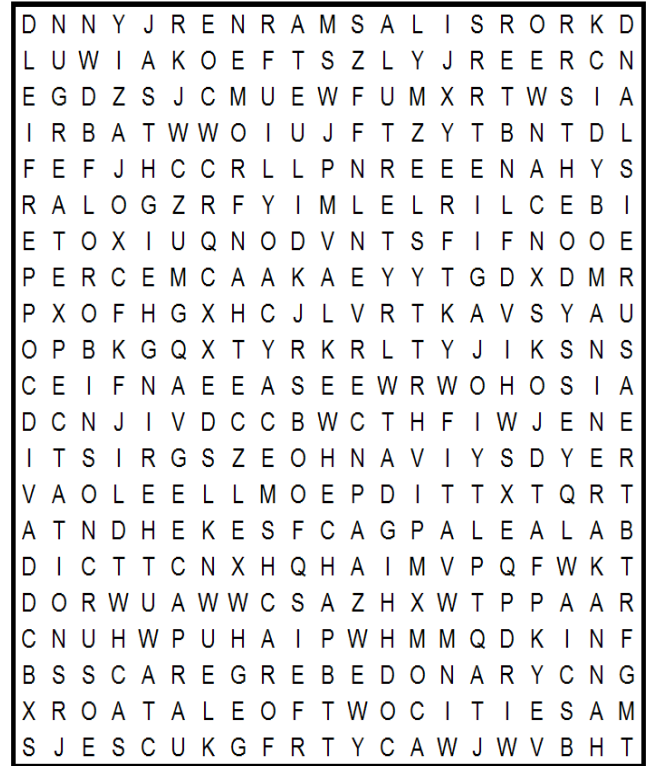 D N N Y J R E N R A M S A L I S R O R K D
L U W I A K O E F T S Z L Y J R E E R C N
E G D Z S J C M U E W F U M X R T W S I A
I R B A T W W O I U J F T Z Y T B N T D L
F E F J H C C R L L P N R E E E N A H Y S
R A L O G Z R F Y I M L E L R I L C E B I
E T O X I U Q N O D V N T S F I F N O O E
P E R C E M C A A K A E Y Y T G D X D M R
P X O F H G X H C J L V R T K A V S Y A U
O P B K G Q X T Y R K R L T Y J I K S N S
C E I F N A E E A S E E W R W O H O S I A
D C N J I V D C C B W C T H F I W J E N E
I T S I R G S Z E O H N A V I Y S D Y E R
V A O L E E L L M O E P D I T T X T Q R T
A T N D H E K E S F C A G P A L E A L A B
D I C T T C N X H Q H A I M V P Q F W K T
D O R W U A W W C S A Z H X W T P P A A R
C N U H W P U H A I P W H M M Q D K I N F
B S S C A R E G R E B E D O N A R Y C N G
X R O A T A L E O F T W O C I T I E S A M
S J E S C U K G F R T Y C A W J W V B H T